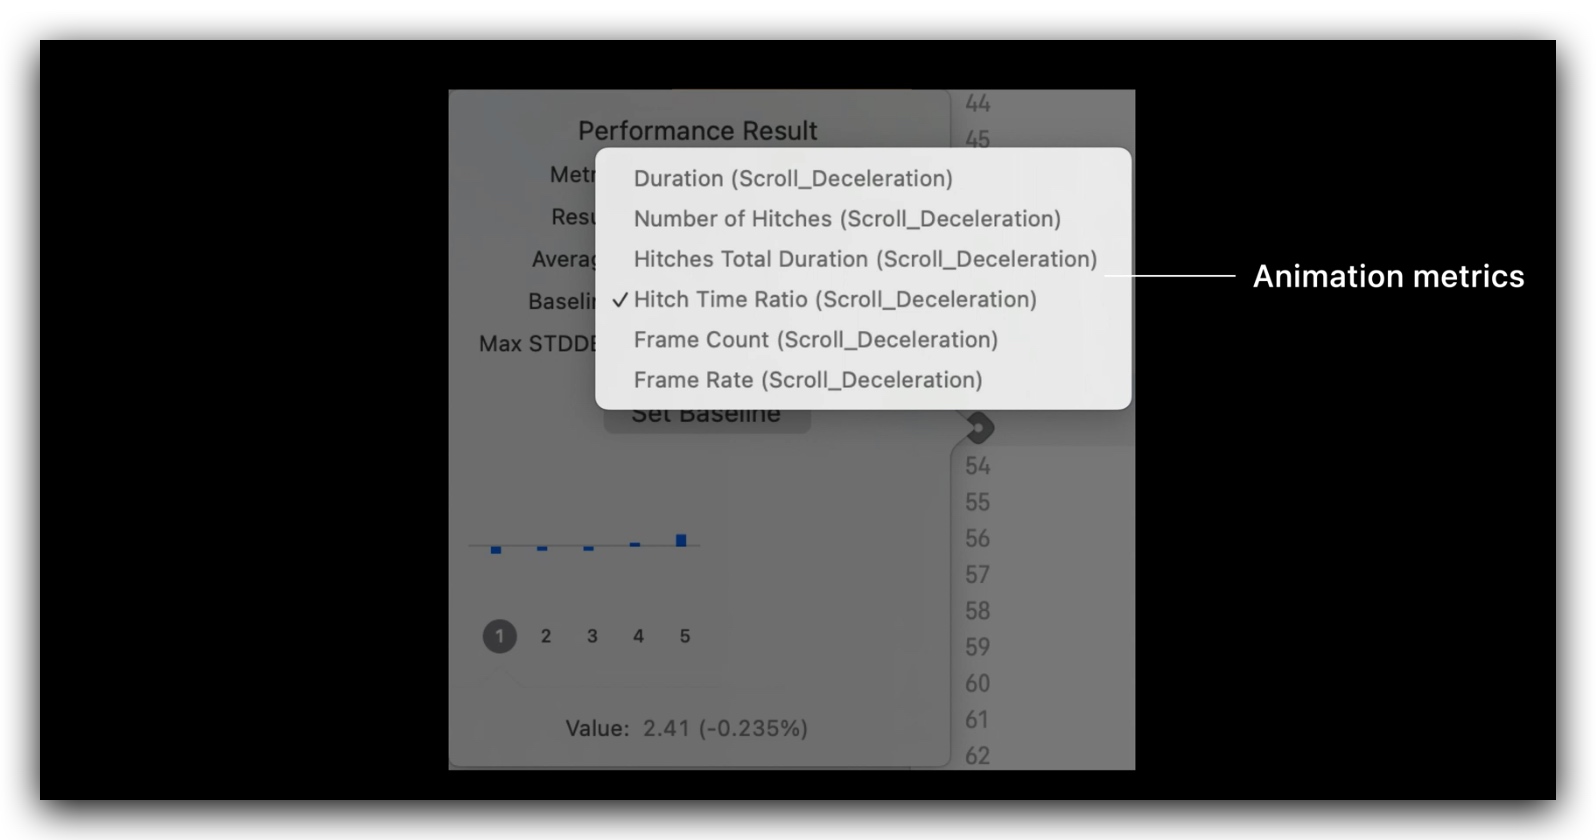 Performance Result
Metr
Resu
Averag
Baselin
Max STDDE
Duration (Scroll_Deceleration)
Number of Hitches (Scroll_Deceleration)
Hitches Total Duration (Scroll_Deceleration)
✓ Hitch Time Ratio (Scroll_Deceleration)
Frame Count (Scroll_Deceleration)
Frame Rate (Scroll_Deceleration)
Animation metrics
Set Baseline
1 2 3 4 5
Value: 2.41 (-0.235%)
44
45
54
55
56
57
58
59
60
61
62